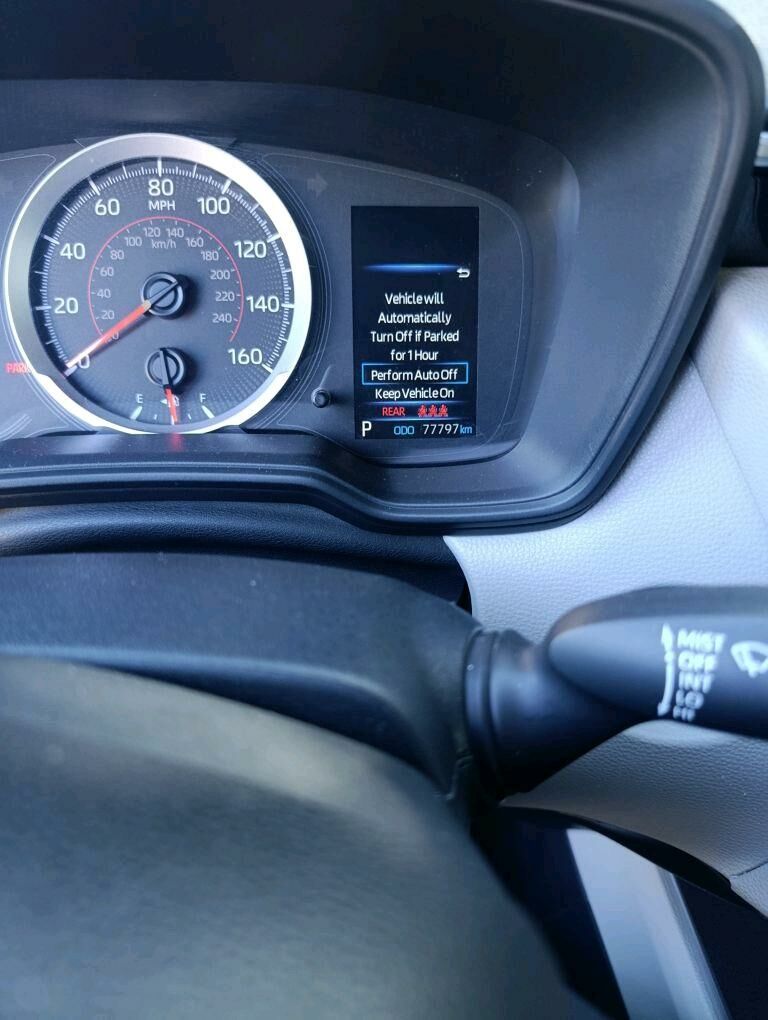 80
MPH
60
100
40
120
20
140
0
160
120 140
100 km/h 160
80
180
60
200
40
220
20
240
E F
PARK
Vehicle will
Automatically
Turn Off if Parked
for 1 Hour
Perform Auto Off
Keep Vehicle On
REAR
P ODO 77797 km
MIST
OFF
INT
LO
HI